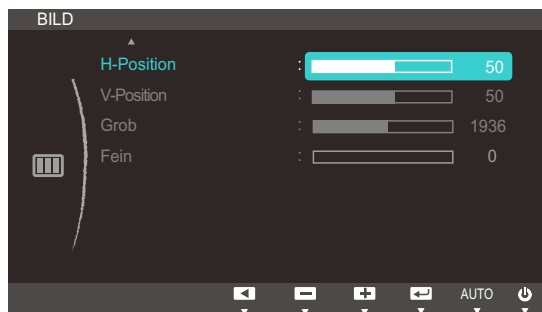 BILD
H-Position : 50
V-Position : 50
Grob : 1936
Fein : 0
AUTO